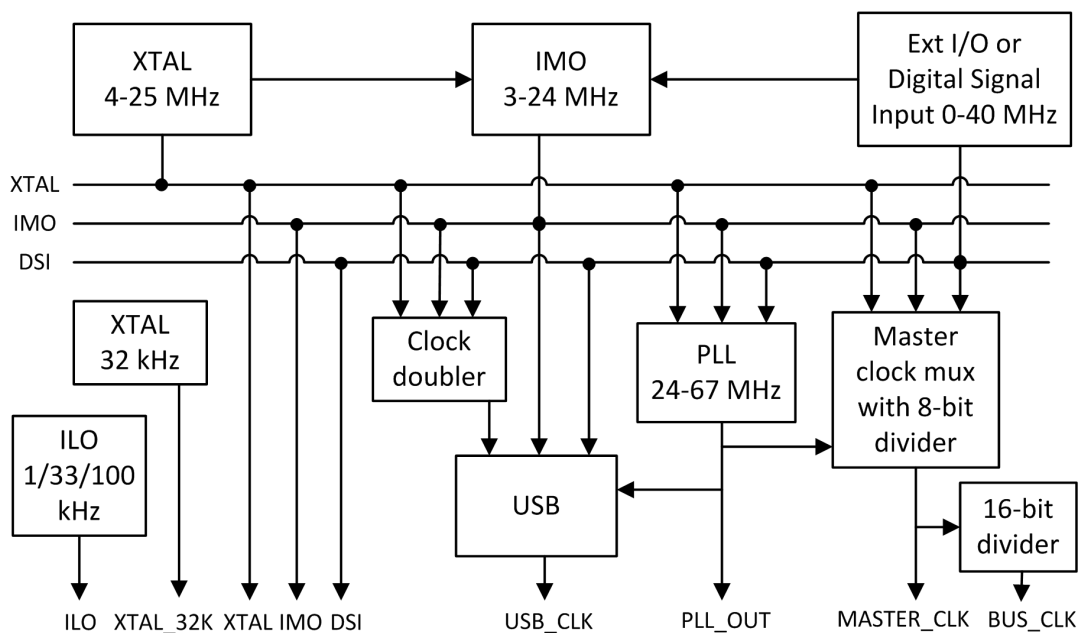 XTAL
4-25 MHz
IMO
3-24 MHz
Ext I/O or
Digital Signal
Input 0-40 MHz
XTAL
IMO
DSI
XTAL
32 kHz
Clock
doubler
PLL
24-67 MHz
Master
clock mux
with 8-bit
divider
ILO
1/33/100
kHz
USB
16-bit
divider
ILO XTAL_32K XTAL IMO DSI USB_CLK PLL_OUT MASTER_CLK BUS_CLK